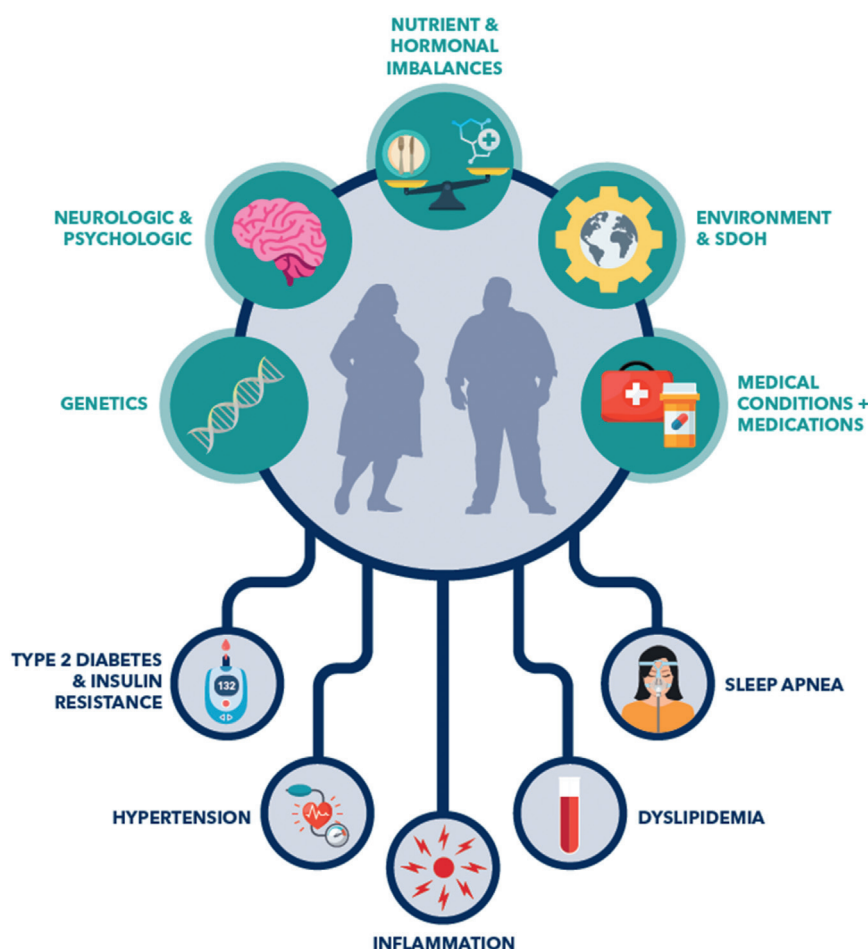 NUTRIENT &
HORMONAL
IMBALANCES
NEUROLOGIC &
PSYCHOLOGIC
ENVIRONMENT
& SDOH
GENETICS
MEDICAL
CONDITIONS +
MEDICATIONS
TYPE 2 DIABETES
& INSULIN
RESISTANCE
132
SLEEP APNEA
HYPERTENSION
DYSLIPIDEMIA
INFLAMMATION